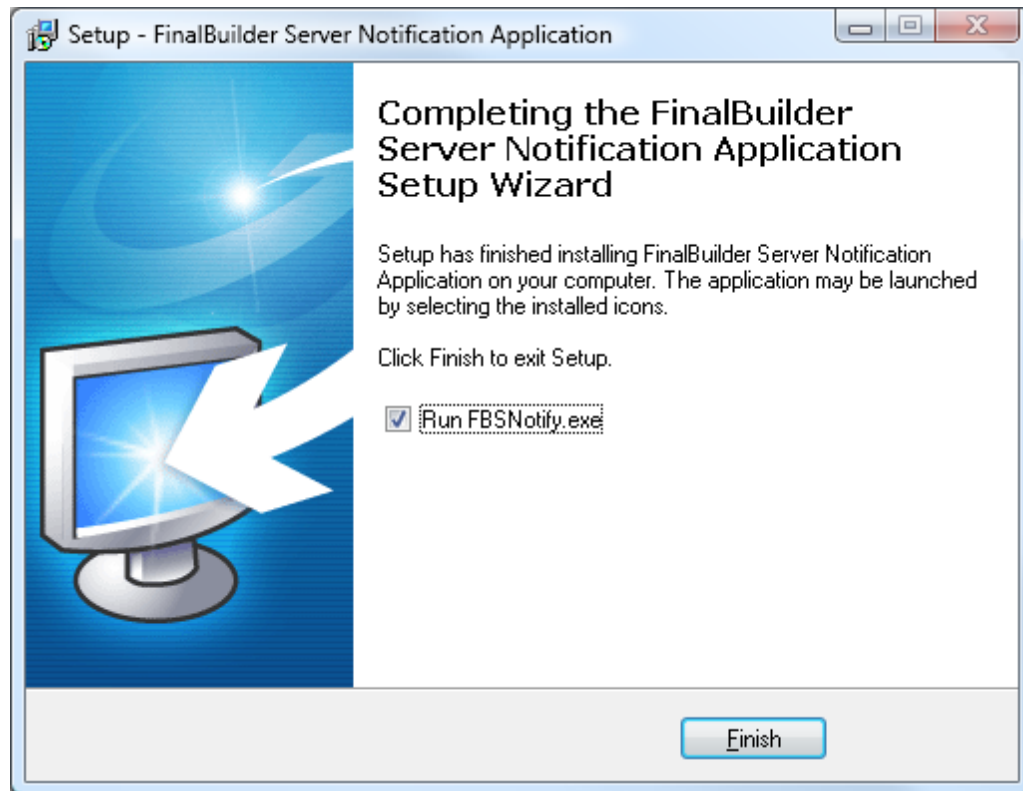 Setup - FinalBuilder Server Notification Application
Completing the FinalBuilder
Server Notification Application
Setup Wizard
Setup has finished installing FinalBuilder Server Notification
Application on your computer. The application may be launched
by selecting the installed icons.
Click Finish to exit Setup.
Run FBSNotify.exe
Finish